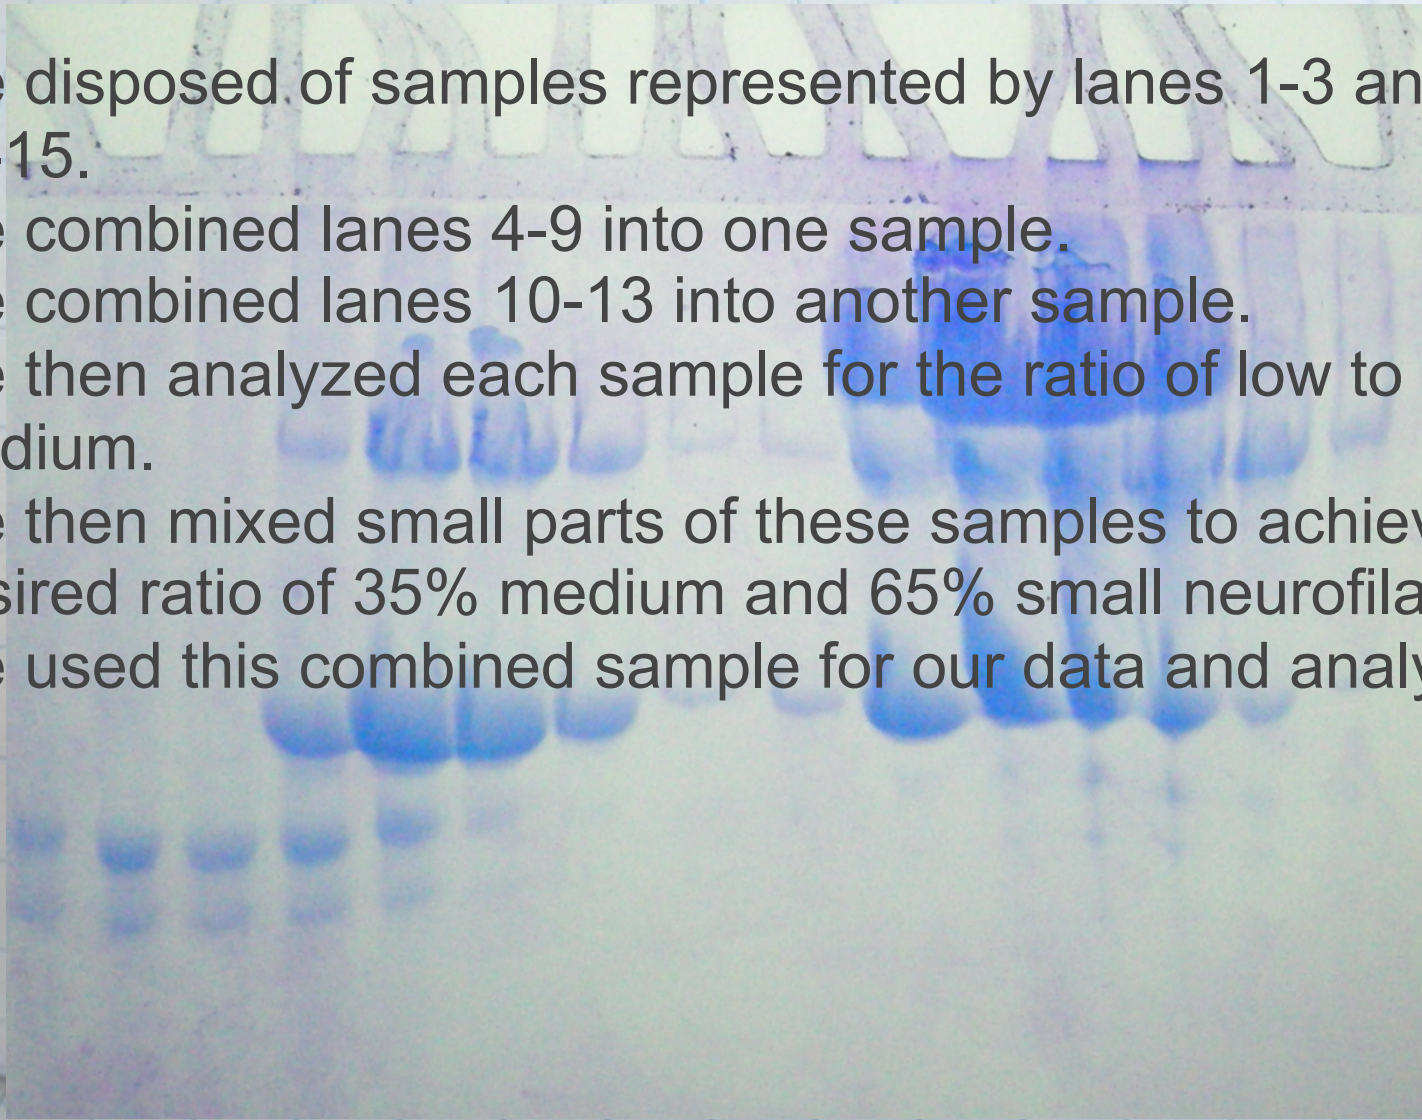 e disposed of samples represented by lanes 1-3 an
-15.
e combined lanes 4-9 into one sample.
e combined lanes 10-13 into another sample.
e then analyzed each sample for the ratio of low to
dium.
e then mixed small parts of these samples to achiev
sired ratio of 35% medium and 65% small neurofila
e used this combined sample for our data and analy